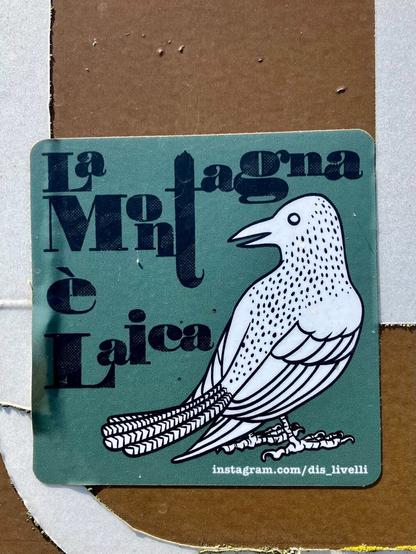 La
Montagna
è
Laica
instagram.com/dis_livelli